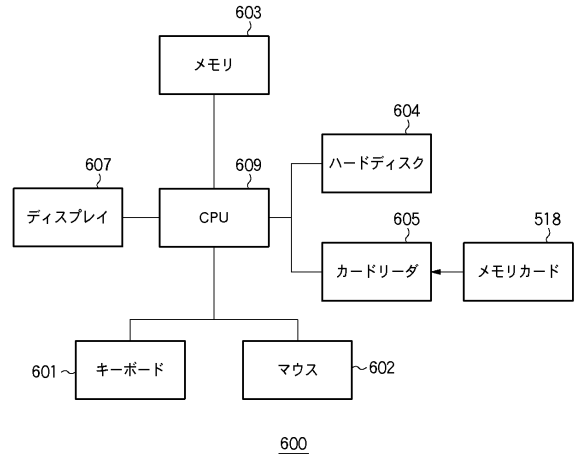 603
メモリ
604
ハードディスク
607
ディスプレイ
609
CPU
605
カードリーダ
518
メモリカード
601
キーボード
マウス
602
600